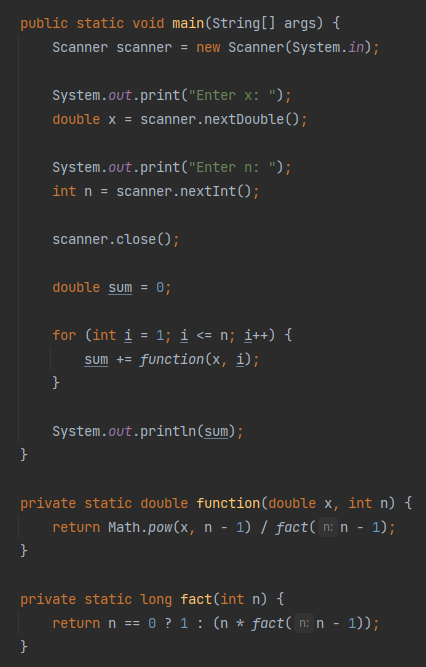 public static void main(String[] args) {
Scanner scanner = new Scanner(System.in);
System.out.print("Enter x: ");
double x = scanner.nextDouble();
System.out.print("Enter n: ");
int n = scanner.nextInt();
scanner.close();
double sum = 0;
for (int i = 1; i <= n; i++) {
sum += function(x, i);
}
System.out.println(sum);
}
private static double function(double x, int n) {
return Math.pow(x, n - 1) / fact( n: n - 1);
}
private static long fact(int n) {
return n == 0 ? 1 : (n * fact( n: n - 1));
}